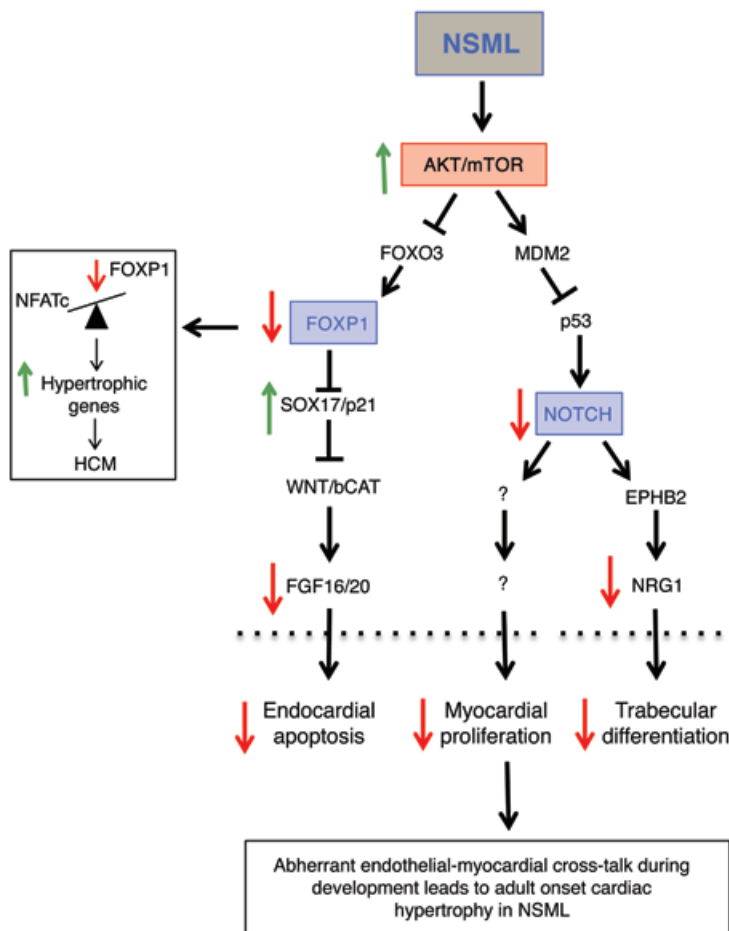 NSML
AKT/mTOR
FOXO3
MDM2
FOXP1
NFATc
Hypertrophic
genes
HCM
FOXP1
p53
SOX17/p21
NOTCH
WNT/bCAT
?
EPHB2
FGF16/20
?
NRG1
Endocardial
apoptosis
Myocardial
proliferation
Trabecular
differentiation
Abherrant endothelial-myocardial cross-talk during
development leads to adult onset cardiac
hypertrophy in NSML